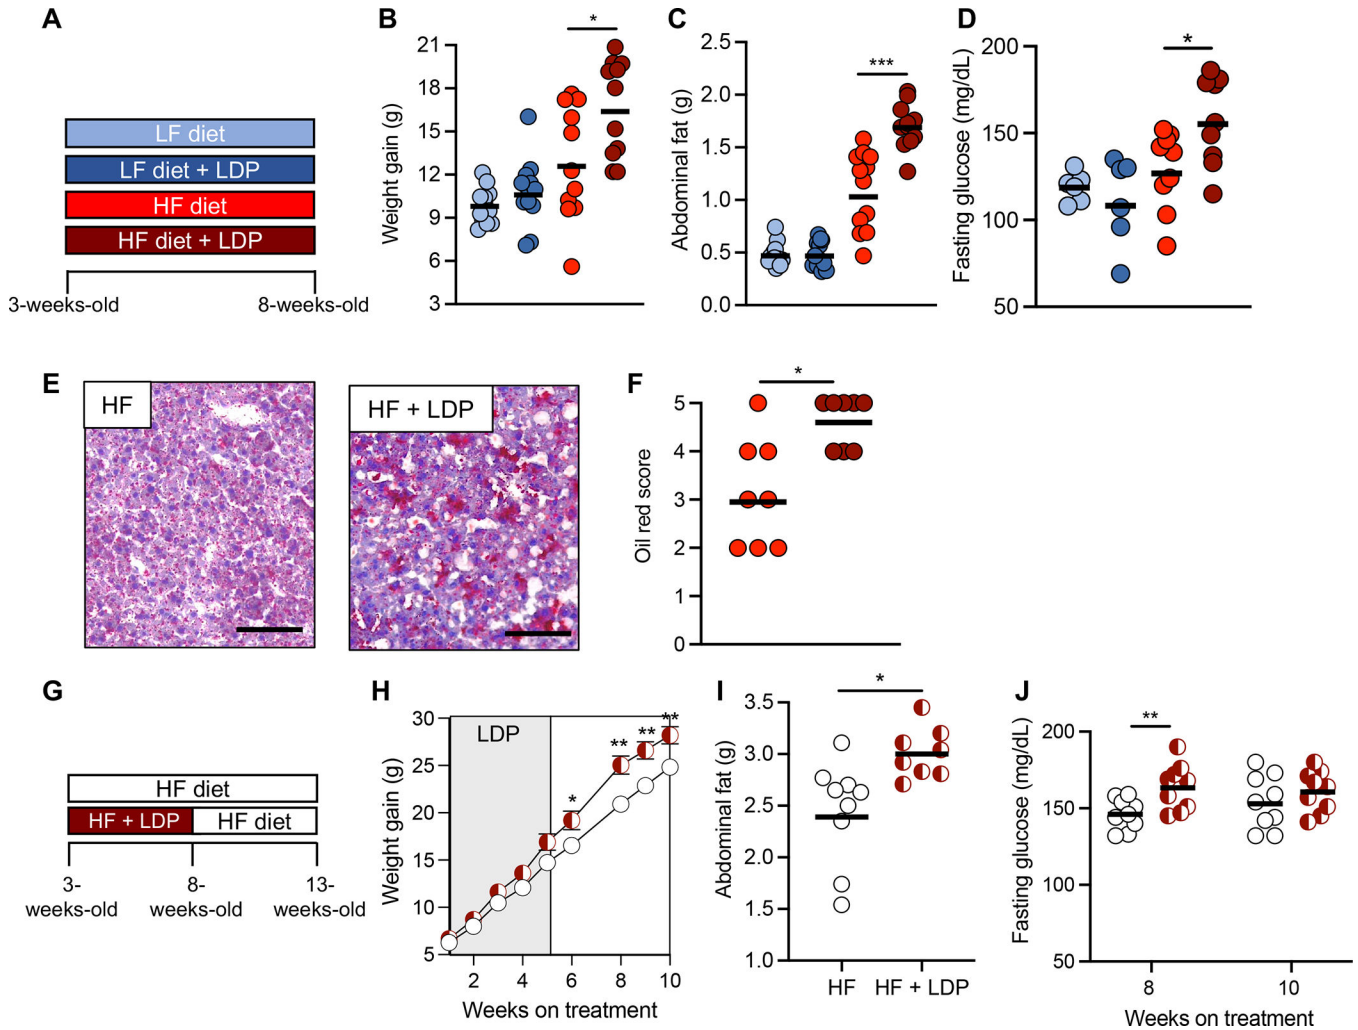 A
LF diet
LF diet + LDP
HF diet
HF diet + LDP
3-weeks-old
8-weeks-old
B
Weight gain (g)
21
18
15
12
9
6
3
*
C
Abdominal fat (g)
2.5
2.0
1.5
1.0
0.5
0.0
***
D
Fasting glucose (mg/dL)
200
150
100
50
*
E
HF
HF + LDP
F
Oil red score
5
4
3
2
1
0
*
G
HF diet
HF + LDP
HF diet
3-
weeks-old
8-
weeks-old
13-
weeks-old
H
Weight gain (g)
30
25
20
15
10
5
LDP
*
**
**
**
2
4
6
8
10
Weeks on treatment
I
Abdominal fat (g)
3.5
3.0
2.5
2.0
1.5
1.0
*
HF
HF + LDP
J
Fasting glucose (mg/dL)
200
150
100
50
**
8
10
Weeks on treatment